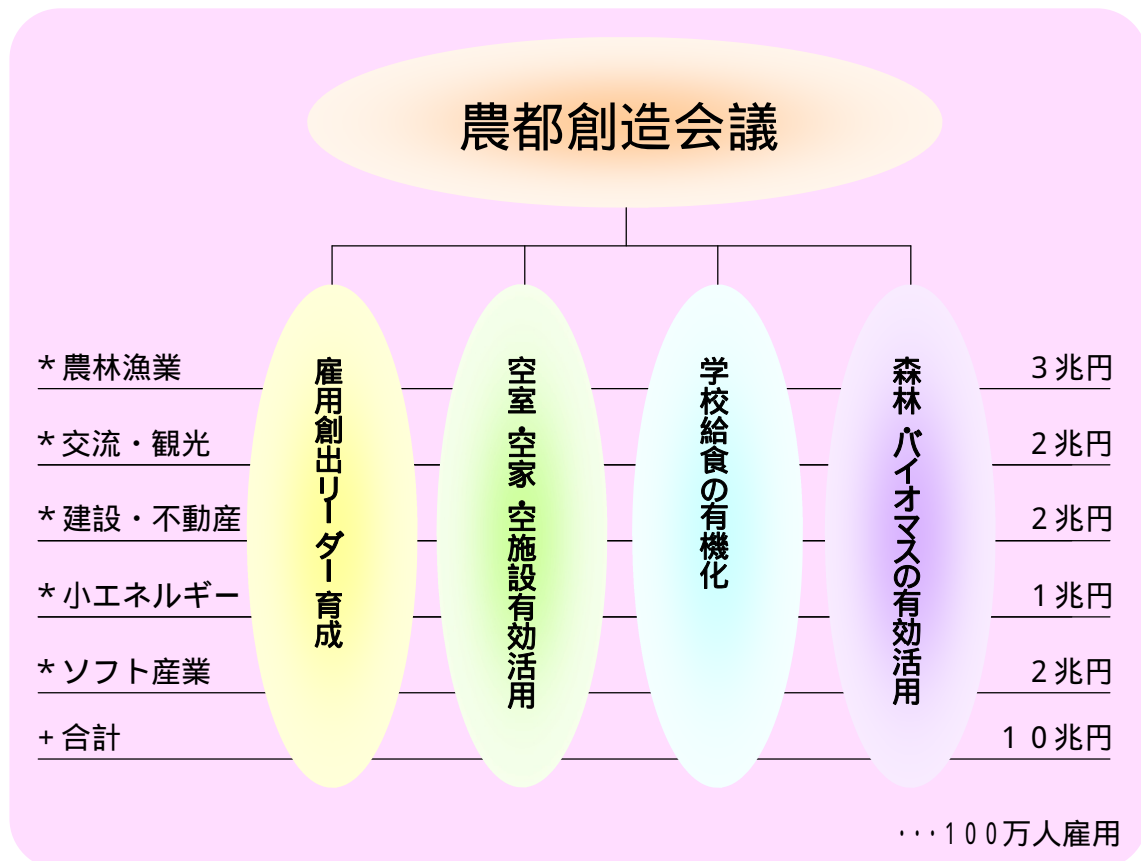 農都創造会議
雇用創出リーダー育成
空室・空家・空施設有効活用
学校給食の有機化
森林・バイオマスの有効活用
*農林漁業 3兆円
*交流・観光 2兆円
*建設・不動産 2兆円
*小エネルギー 1兆円
*ソフト産業 2兆円
+合計 10兆円
・・・100万人雇用